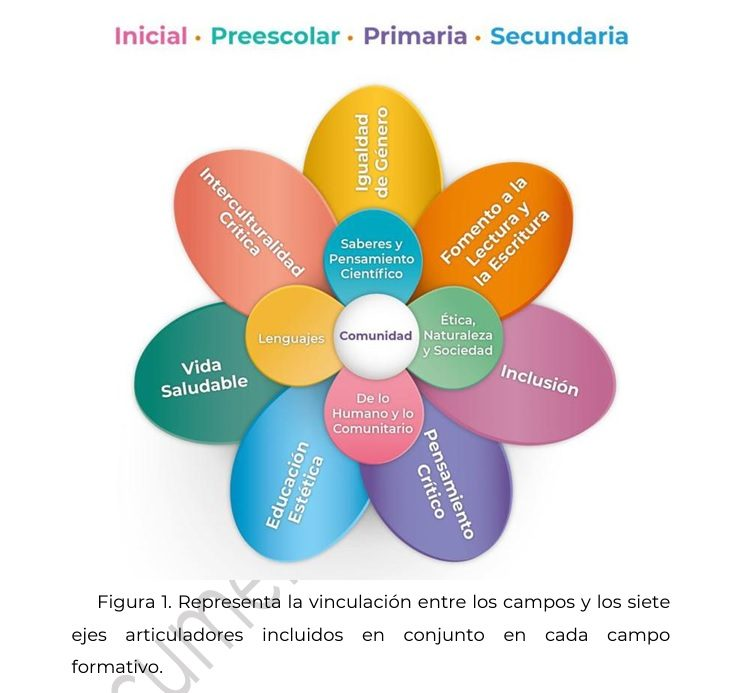 Inicial • Preescolar • Primaria • Secundaria
Igualdad
de Género
Interculturalidad
Crítica
Fomento a la
Lectura y
la Escritura
Saberes y
Pensamiento
Científico
Lenguajes
Comunidad
Ética,
Naturaleza
y Sociedad
Vida
Saludable
Inclusión
De lo
Humano y lo
Comunitario
Educación
Estética
Pensamiento
Crítico
Figura 1. Representa la vinculación entre los campos y los siete
ejes articuladores incluidos en conjunto en cada campo
formativo.